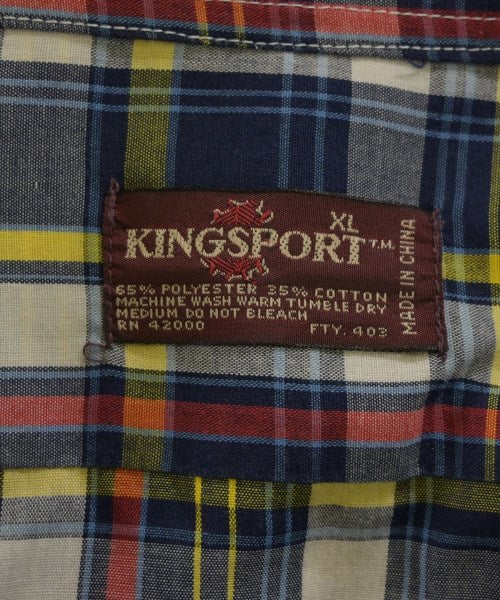 XL
KINGSPORT T.M.
65% POLYESTER 35% COTTON
MACHINE WASH WARM TUMBLE DRY
MEDIUM DO NOT BLEACH
RN 42000 FTY. 403
MADE IN CHINA